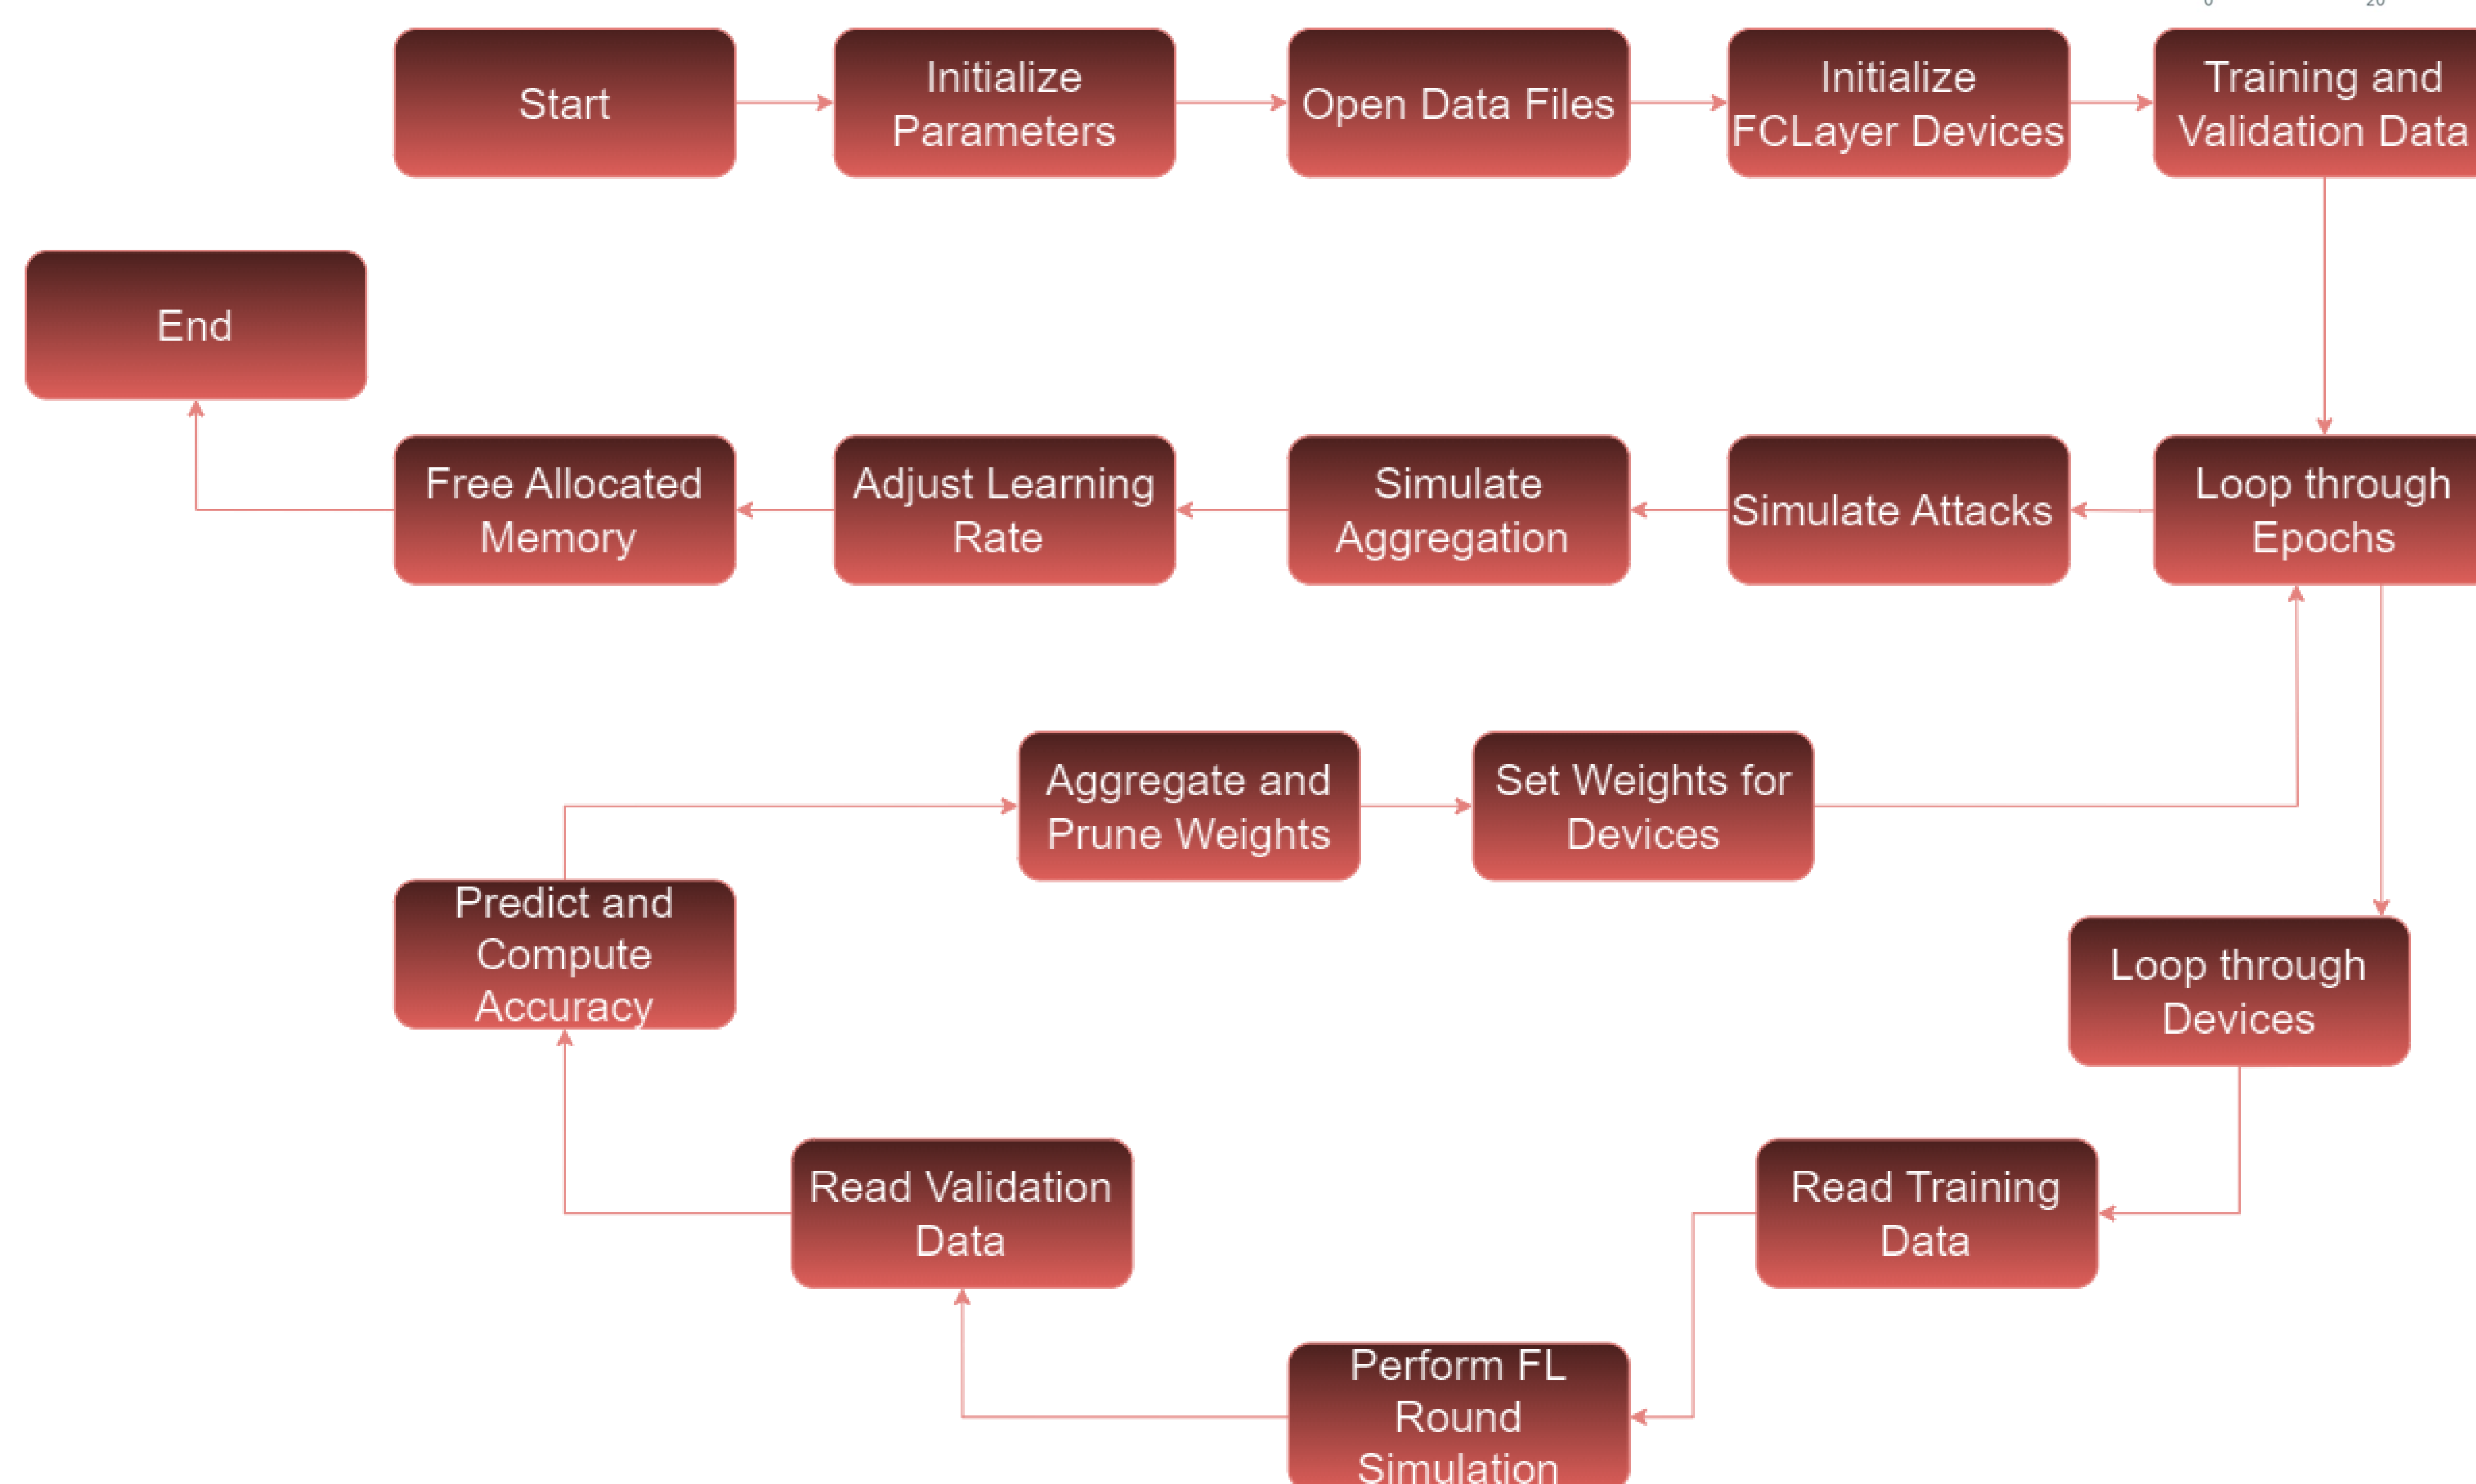 0 20
Start
Initialize
Parameters
Open Data Files
Initialize
FCLayer Devices
Training and
Validation Data
End
Free Allocated
Memory
Adjust Learning
Rate
Simulate
Aggregation
Simulate Attacks
Loop through
Epochs
Aggregate and
Prune Weights
Set Weights for
Devices
Predict and
Compute
Accuracy
Loop through
Devices
Read Validation
Data
Read Training
Data
Perform FL
Round
Simulation